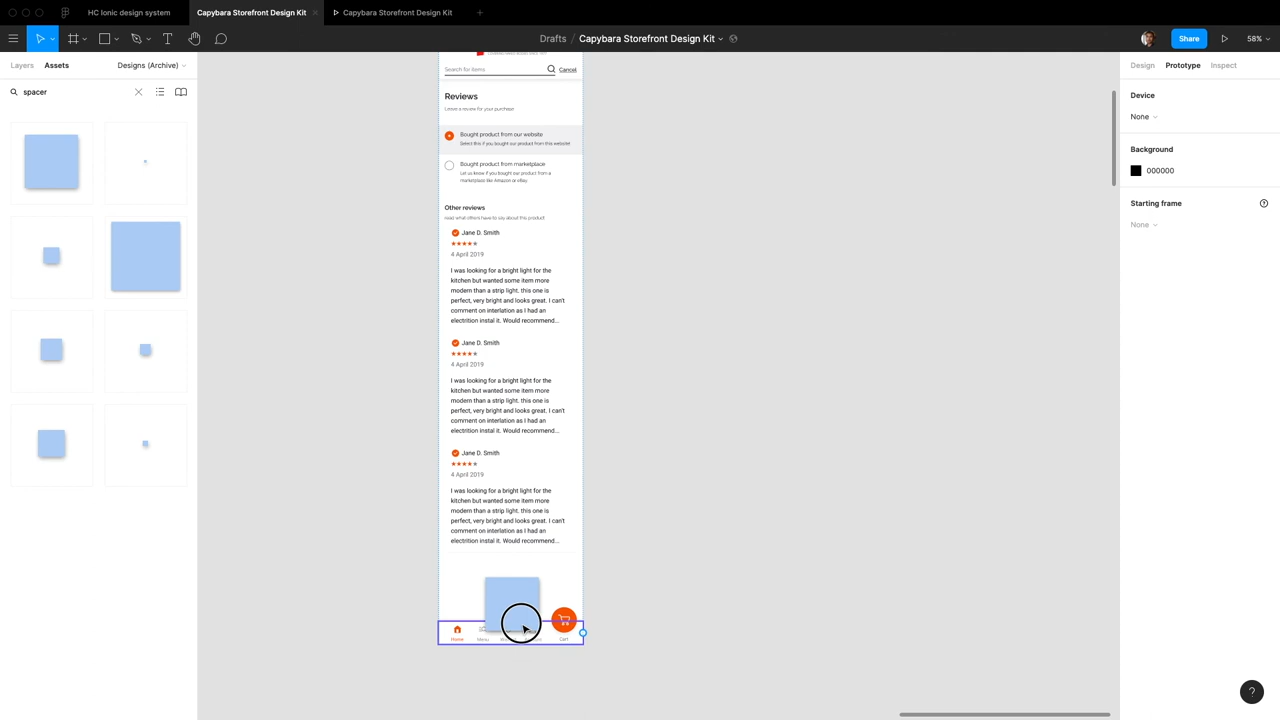 HC Ionic design system
Capybara Storefront Design Kit
Capybara Storefront Design Kit
Drafts / Capybara Storefront Design Kit
Share
58%
Layers
Assets
Designs (Archive)
spacer
Search for items
Cancel
Reviews
Leave a review for your purchase
Bought product from our website
Select this if you bought our product from this website!
Bought product from marketplace
Let us know if you bought our product from a
marketplace like Amazon or eBay.
Other reviews
read what others have to say about this product
Jane D. Smith
4 April 2019
I was looking for a bright light for the
kitchen but wanted some item more
modern than a strip light. this one is
perfect, very bright and looks great. I can't
comment on interlation as I had an
electrition instal it. Would recommend...
Jane D. Smith
4 April 2019
I was looking for a bright light for the
kitchen but wanted some item more
modern than a strip light. this one is
perfect, very bright and looks great. I can't
comment on interlation as I had an
electrition instal it. Would recommend...
Jane D. Smith
4 April 2019
I was looking for a bright light for the
kitchen but wanted some item more
modern than a strip light. this one is
perfect, very bright and looks great. I can't
comment on interlation as I had an
electrition instal it. Would recommend...
Home
Menu
Cart
Design
Prototype
Inspect
Device
None
Background
000000
Starting frame
None
?